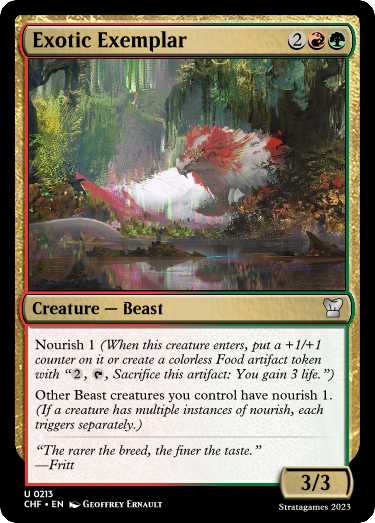 Exotic Exemplar 2
Creature — Beast
Nourish 1 (When this creature enters, put a +1/+1
counter on it or create a colorless Food artifact token
with “2, , Sacrifice this artifact: You gain 3 life.”)
Other Beast creatures you control have nourish 1.
(If a creature has multiple instances of nourish, each
triggers separately.)
“The rarer the breed, the finer the taste.”
—Fritt
3/3
U 0213
CHF • EN Geoffrey Ernault
Stratagames 2023